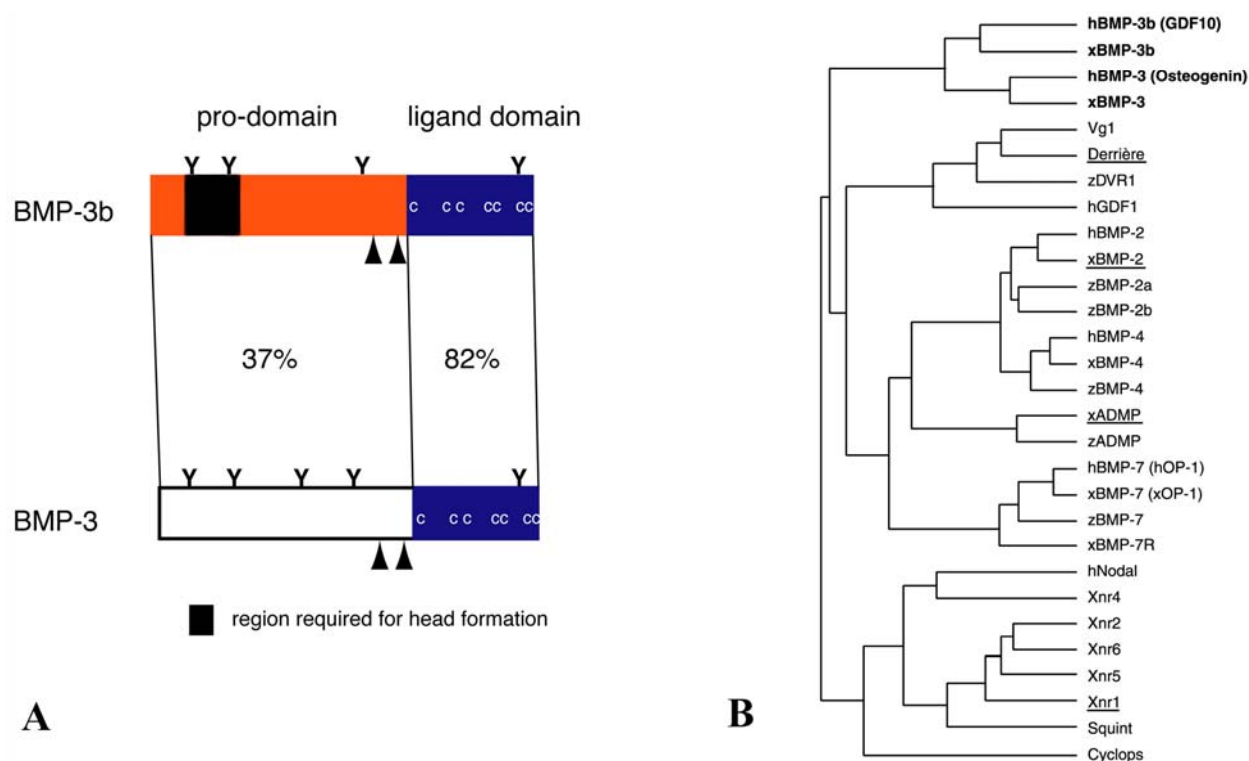 pro-domain ligand domain
Y Y Y Y
BMP-3b
c c c cc cc
37% 82%
Y Y Y Y Y
BMP-3
c c c cc cc
region required for head formation
A
hBMP-3b (GDF10)
xBMP-3b
hBMP-3 (Osteogenin)
xBMP-3
Vg1
Derrière
zDVR1
hGDF1
hBMP-2
xBMP-2
zBMP-2a
zBMP-2b
hBMP-4
xBMP-4
zBMP-4
xADMP
zADMP
hBMP-7 (hOP-1)
xBMP-7 (xOP-1)
zBMP-7
xBMP-7R
hNodal
Xnr4
Xnr2
Xnr6
Xnr5
Xnr1
Squint
Cyclops
B